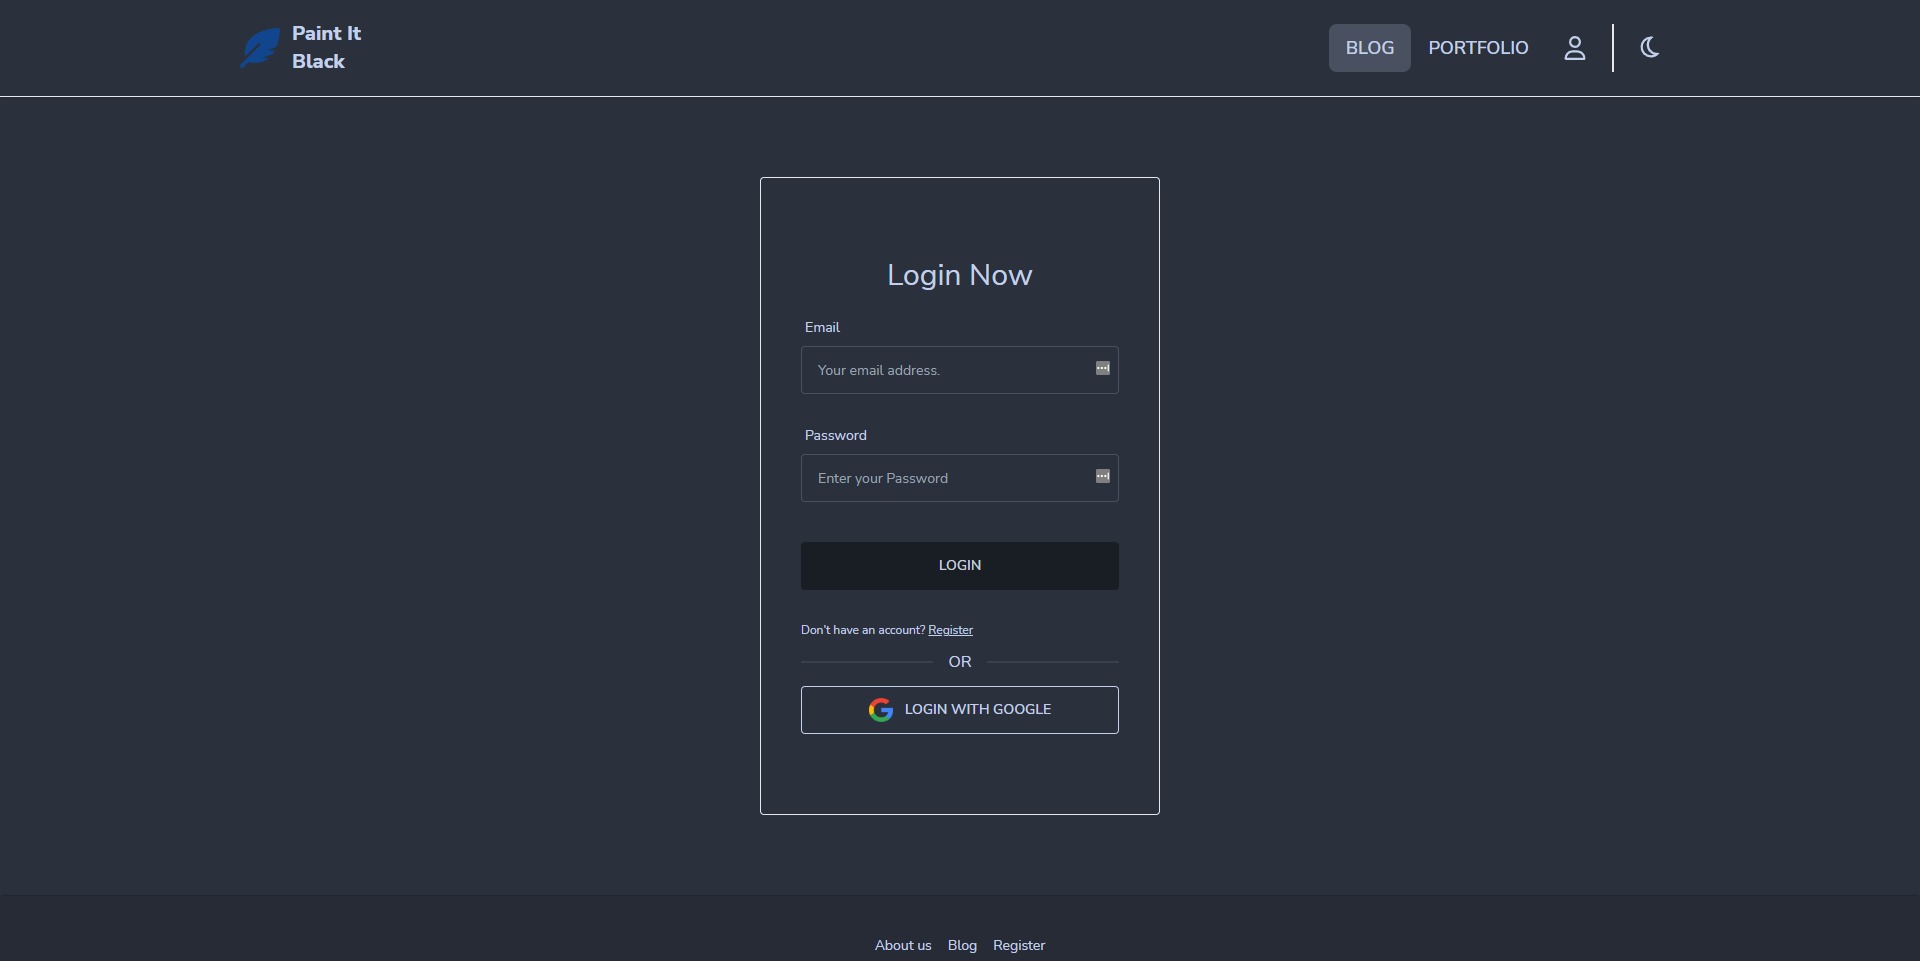 Paint It
Black
BLOG
PORTFOLIO
Login Now
Email
Your email address.
Password
Enter your Password
LOGIN
Don't have an account? Register
OR
LOGIN WITH GOOGLE
About us
Blog
Register